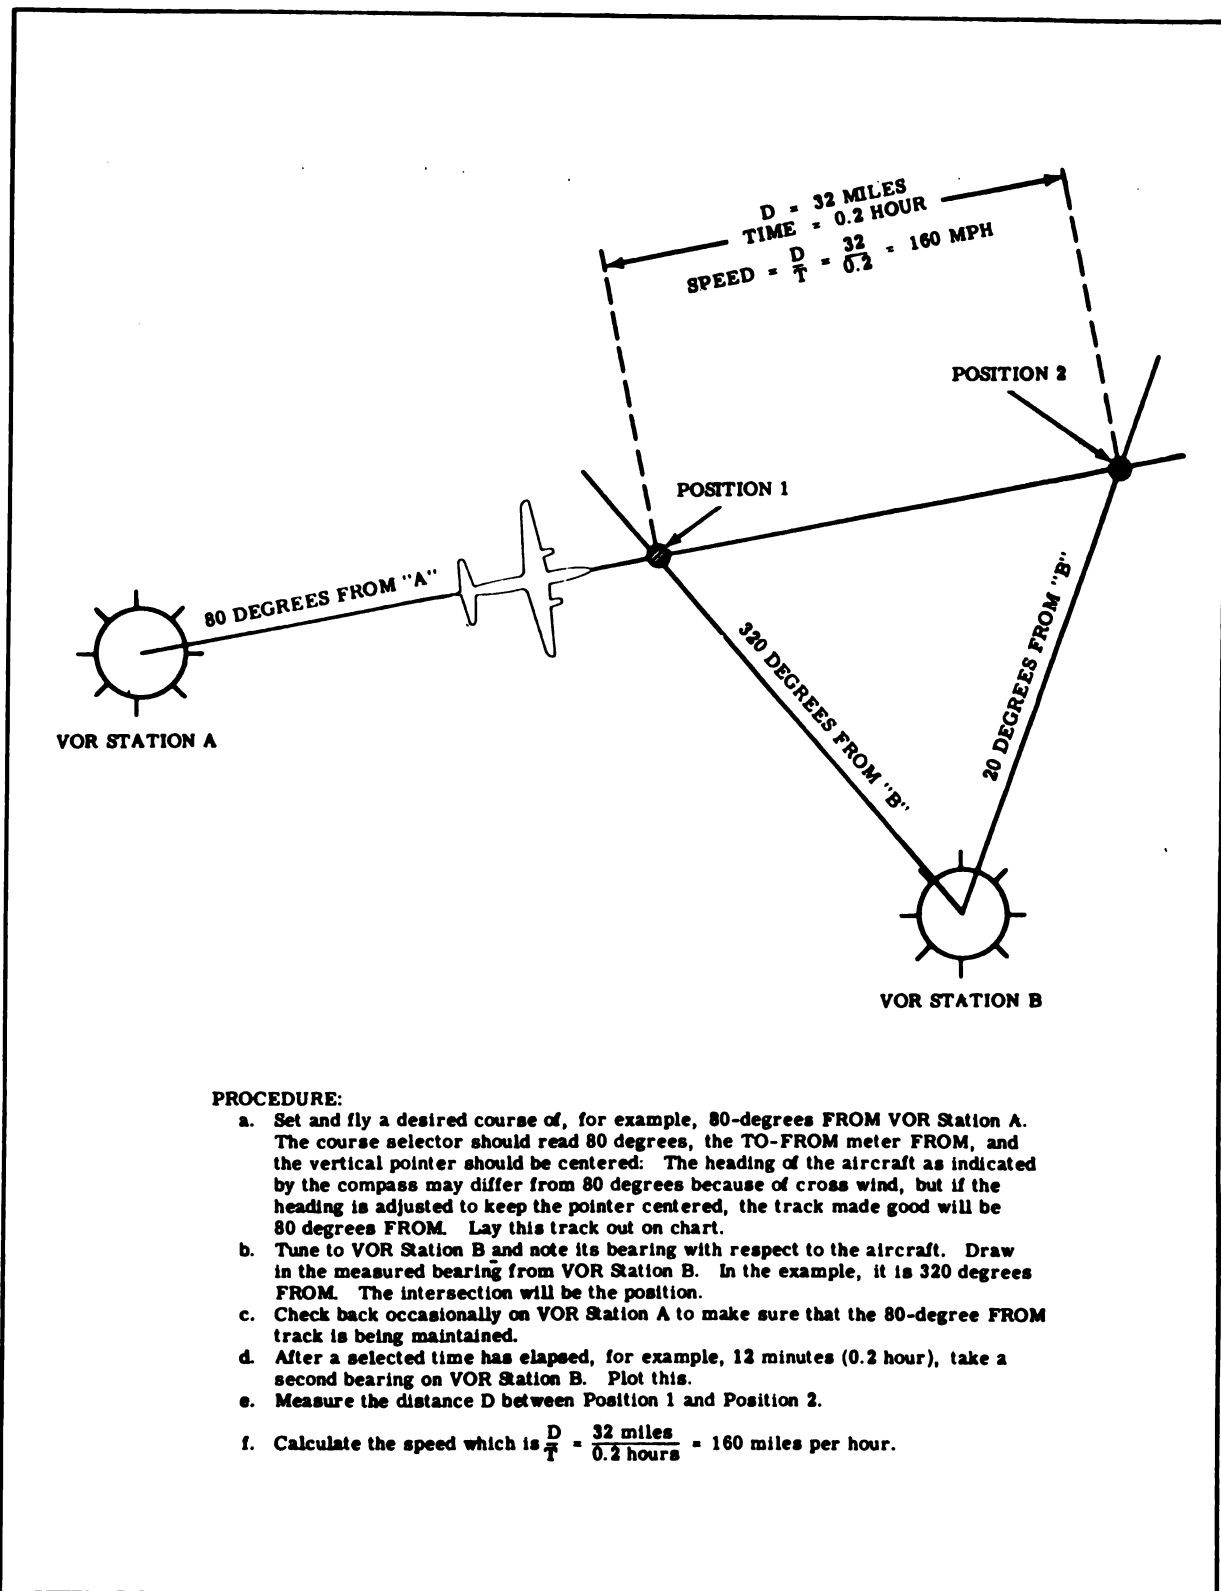 D = 32 MILES
TIME = 0.2 HOUR
SPEED = D/T = 32/0.2 = 160 MPH
POSITION 2
POSITION 1
80 DEGREES FROM "A"
320 DEGREES FROM "B"
20 DEGREES FROM "B"
VOR STATION A
VOR STATION B
PROCEDURE:
a. Set and fly a desired course of, for example, 80-degrees FROM VOR Station A.
The course selector should read 80 degrees, the TO-FROM meter FROM, and
the vertical pointer should be centered: The heading of the aircraft as indicated
by the compass may differ from 80 degrees because of cross wind, but if the
heading is adjusted to keep the pointer centered, the track made good will be
80 degrees FROM. Lay this track out on chart.
b. Tune to VOR Station B and note its bearing with respect to the aircraft. Draw
in the measured bearing from VOR Station B. In the example, it is 320 degrees
FROM. The intersection will be the position.
c. Check back occasionally on VOR Station A to make sure that the 80-degree FROM
track is being maintained.
d. After a selected time has elapsed, for example, 12 minutes (0.2 hour), take a
second bearing on VOR Station B. Plot this.
e. Measure the distance D between Position 1 and Position 2.
f. Calculate the speed which is D/T = 32 miles/0.2 hours = 160 miles per hour.